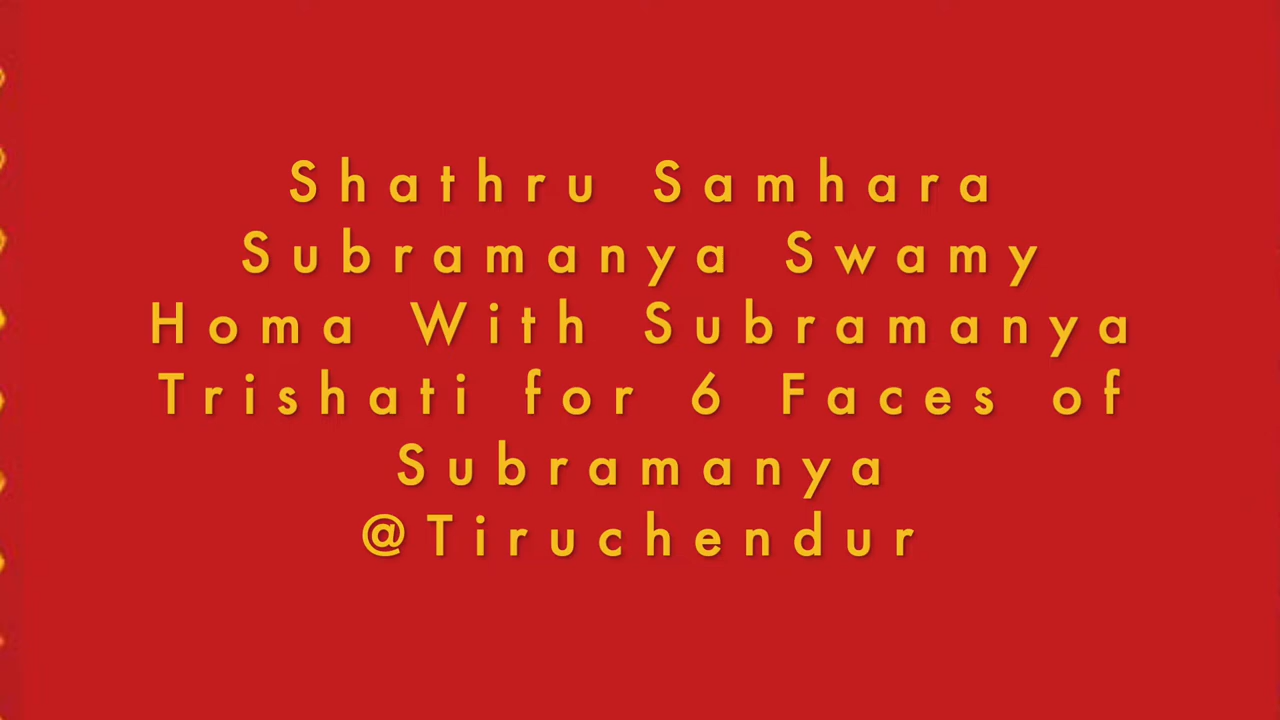 Shathru Samhara
Subramanya Swamy
Homa With Subramanya
Trishati for 6 Faces of
Subramanya
@Tiruchendur